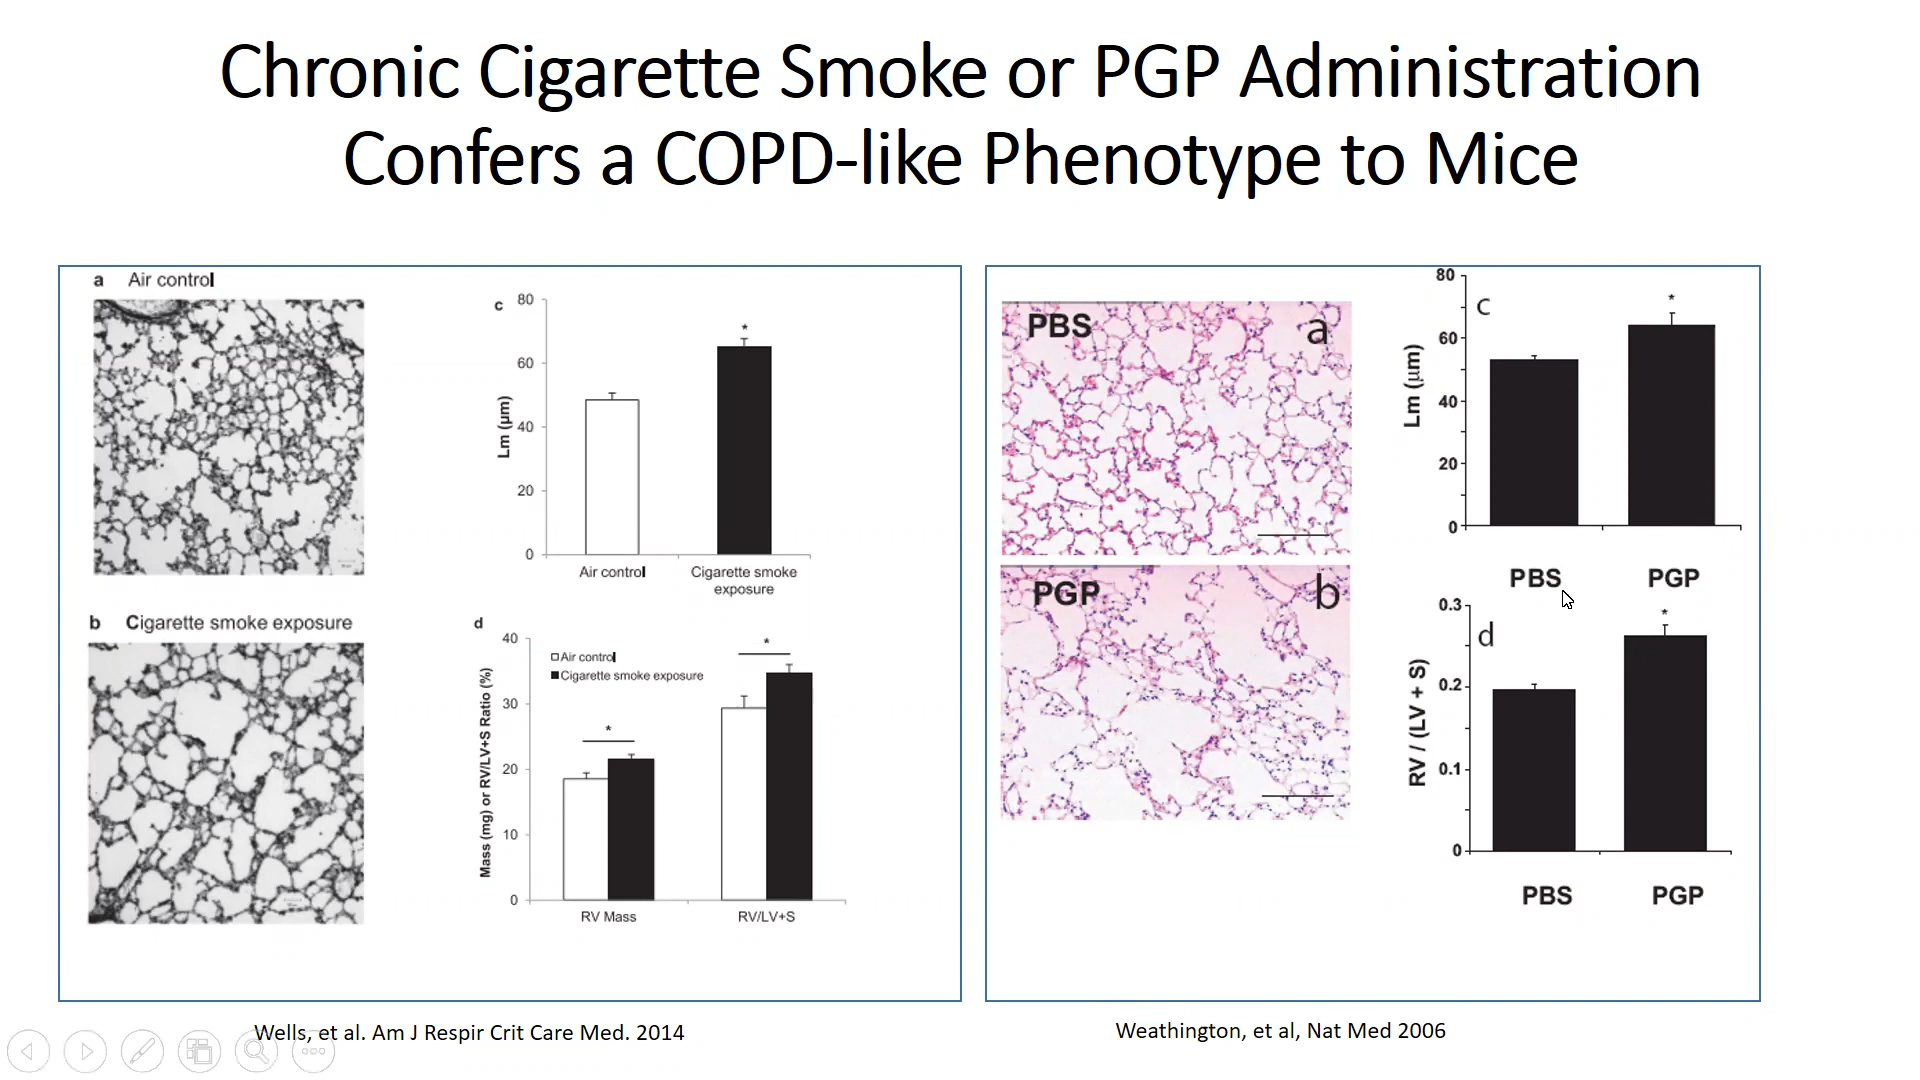 Chronic Cigarette Smoke or PGP Administration
Confers a COPD-like Phenotype to Mice
a Air control
b Cigarette smoke exposure
c
80
60
40
20
0
Lm (µm)
Air control
Cigarette smoke
exposure
d
40
30
20
10
0
Mass (mg) or RV/LV+S Ratio (%)
Air control
Cigarette smoke exposure
*
*
*
RV Mass
RV/LV+S
PBS a
PGP b
c
80
60
40
20
0
Lm (µm)
*
PBS PGP
d
0.3
0.2
0.1
0
RV / (LV + S)
*
PBS PGP
Wells, et al. Am J Respir Crit Care Med. 2014
Weathington, et al, Nat Med 2006